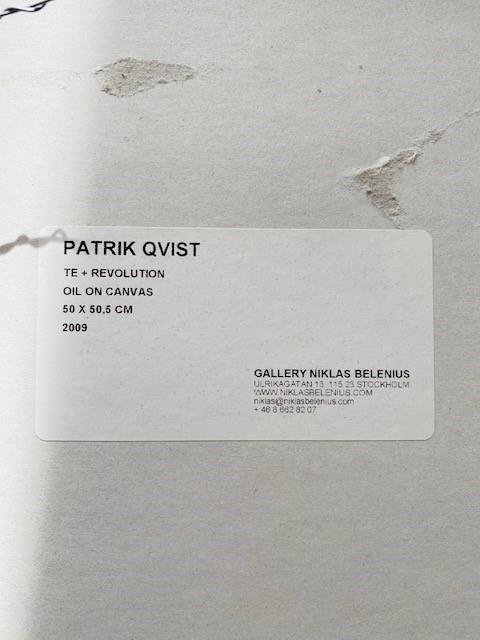 PATRIK QVIST
TE + REVOLUTION
OIL ON CANVAS
50 X 50,5 CM
2009
GALLERY NIKLAS BELENIUS
ULRIKAGATAN 13 115 23 STOCKHOLM
WWW.NIKLASBELENIUS.COM
niklas@niklasbelenius.com
+ 46 8 662 82 07